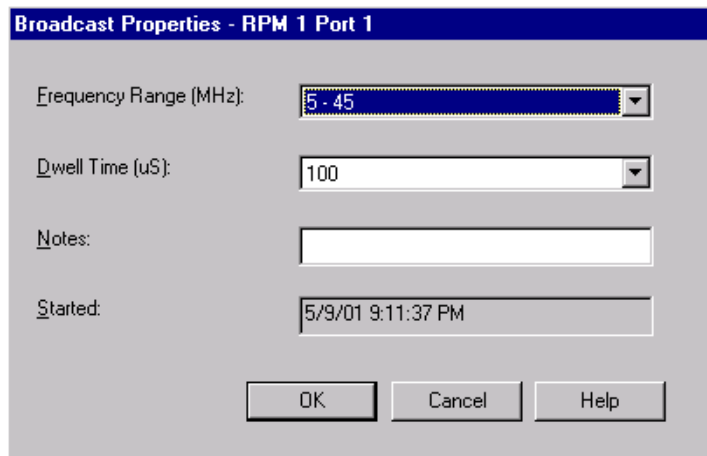 Broadcast Properties - RPM 1 Port 1
Frequency Range (MHz): 5 - 45
Dwell Time (uS): 100
Notes:
Started: 5/9/01 9:11:37 PM
OK Cancel Help